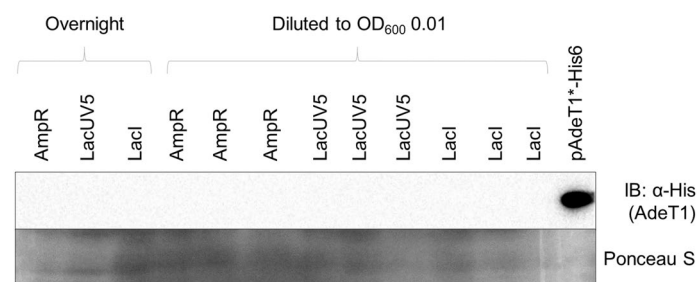 Overnight
Diluted to OD600 0.01
AmpR
LacUV5
LacI
AmpR
AmpR
AmpR
LacUV5
LacUV5
LacUV5
LacI
LacI
LacI
pAdeT1*-His6
IB: α-His
(AdeT1)
Ponceau S